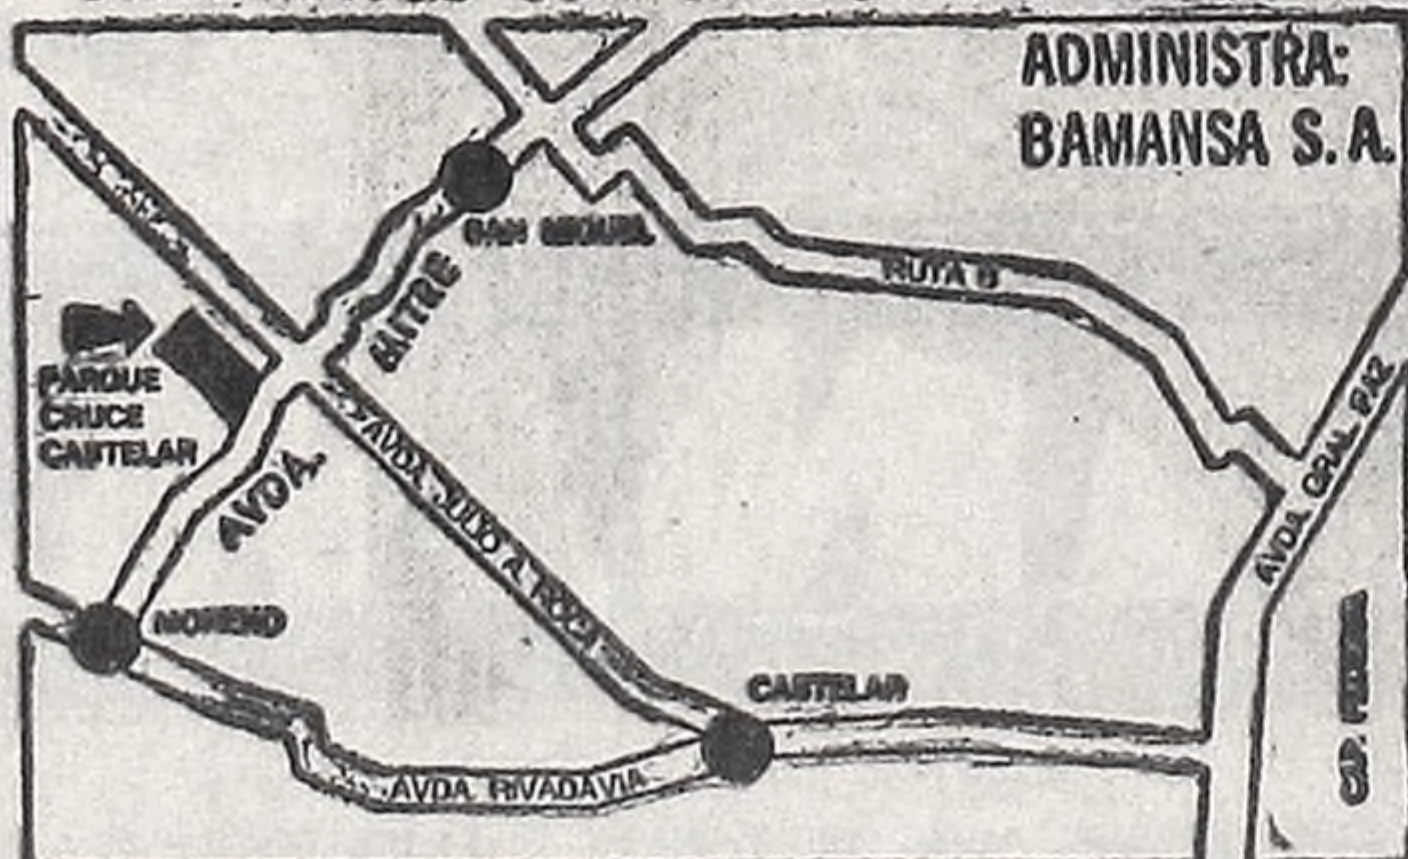 ADMINISTRA:
BAMANSA S.A.
SAN MIGUEL
MITRE
RUTA 8
PARQUE
CRUCE
CASTELAR
AVDA.
AVDA. JULIO A. ROCA
AVDA GRAL PAZ
MORENO
CASTELAR
AVDA. RIVADAVIA
CAP. FEDERAL